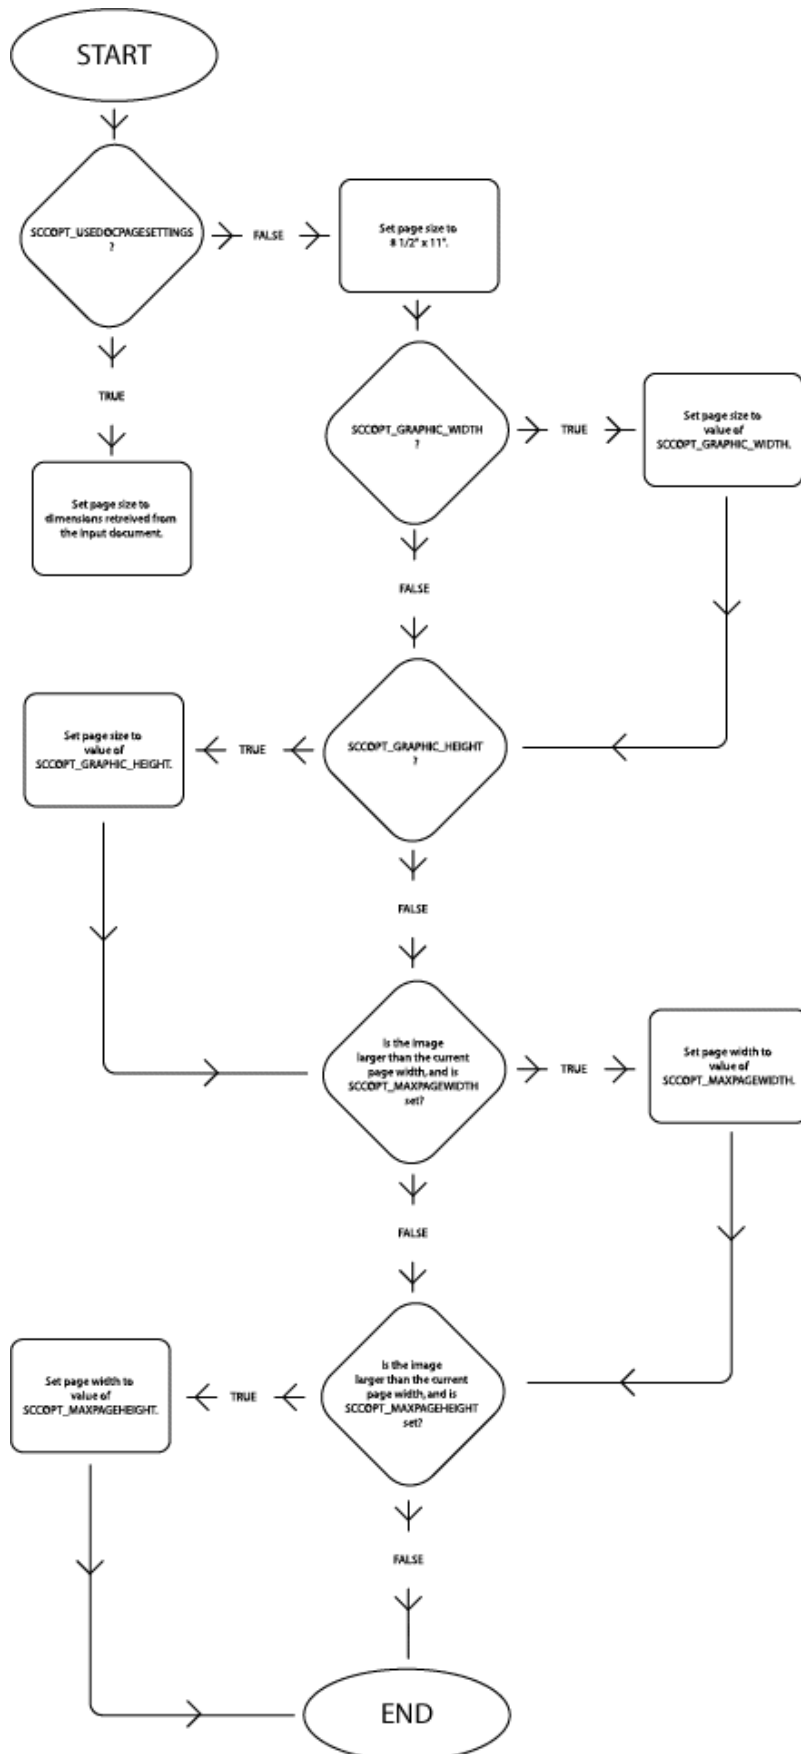 START
SCCOPT_USEDOCPAGESETTINGS
?
FALSE
Set page size to
8 1/2" x 11".
TRUE
Set page size to
dimensions retreived from
the input document.
SCCOPT_GRAPHIC_WIDTH
?
TRUE
Set page size to
value of
SCCOPT_GRAPHIC_WIDTH.
FALSE
SCCOPT_GRAPHIC_HEIGHT
?
TRUE
Set page size to
value of
SCCOPT_GRAPHIC_HEIGHT.
FALSE
Is the image
larger than the current
page width, and is
SCCOPT_MAXPAGEWIDTH
set?
TRUE
Set page width to
value of
SCCOPT_MAXPAGEWIDTH.
FALSE
Is the image
larger than the current
page width, and is
SCCOPT_MAXPAGEHEIGHT
set?
TRUE
Set page width to
value of
SCCOPT_MAXPAGEHEIGHT.
FALSE
END